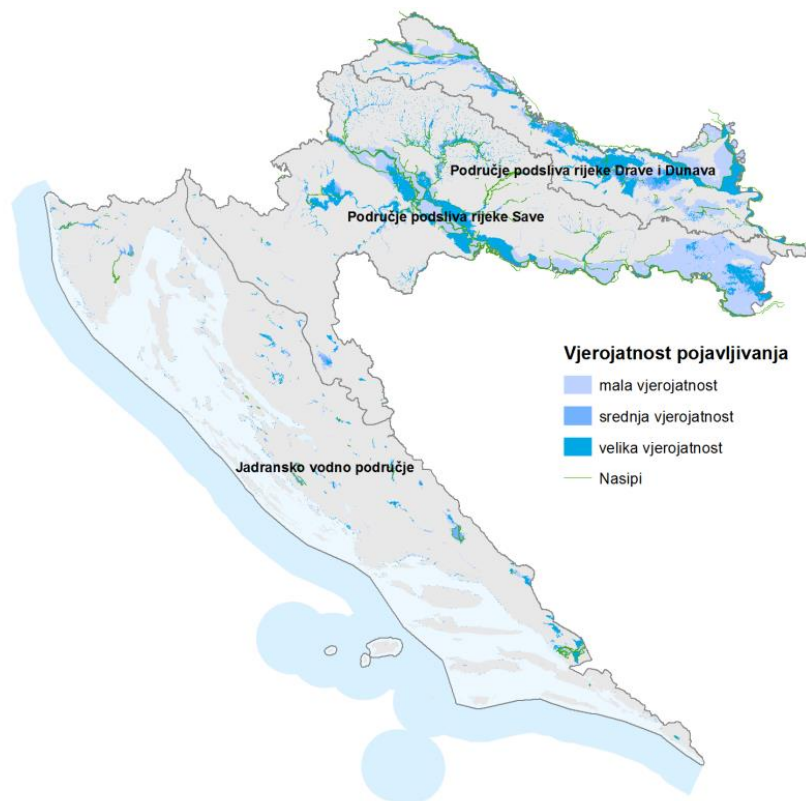 Područje podsliva rijeke Drave i Dunava
Područje podsliva rijeke Save
Jadransko vodno područje
Vjerojatnost pojavljivanja
mala vjerojatnost
srednja vjerojatnost
velika vjerojatnost
Nasipi